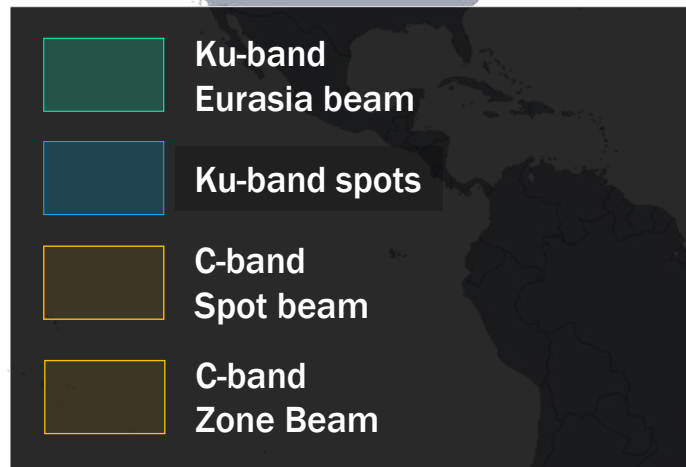 Ku-band
Eurasia beam
Ku-band spots
C-band
Spot beam
C-band
Zone Beam